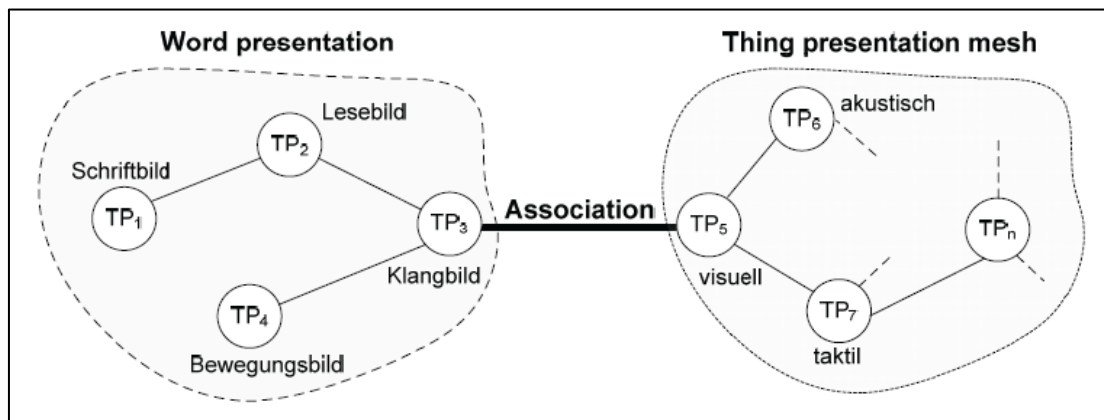 Word presentation
Thing presentation mesh
Lesebild
akustisch
TP₂
TP₆
Schriftbild
TP₁
Association
TP₃
TP₅
TPₙ
Klangbild
visuell
TP₄
TP₇
Bewegungsbild
taktil